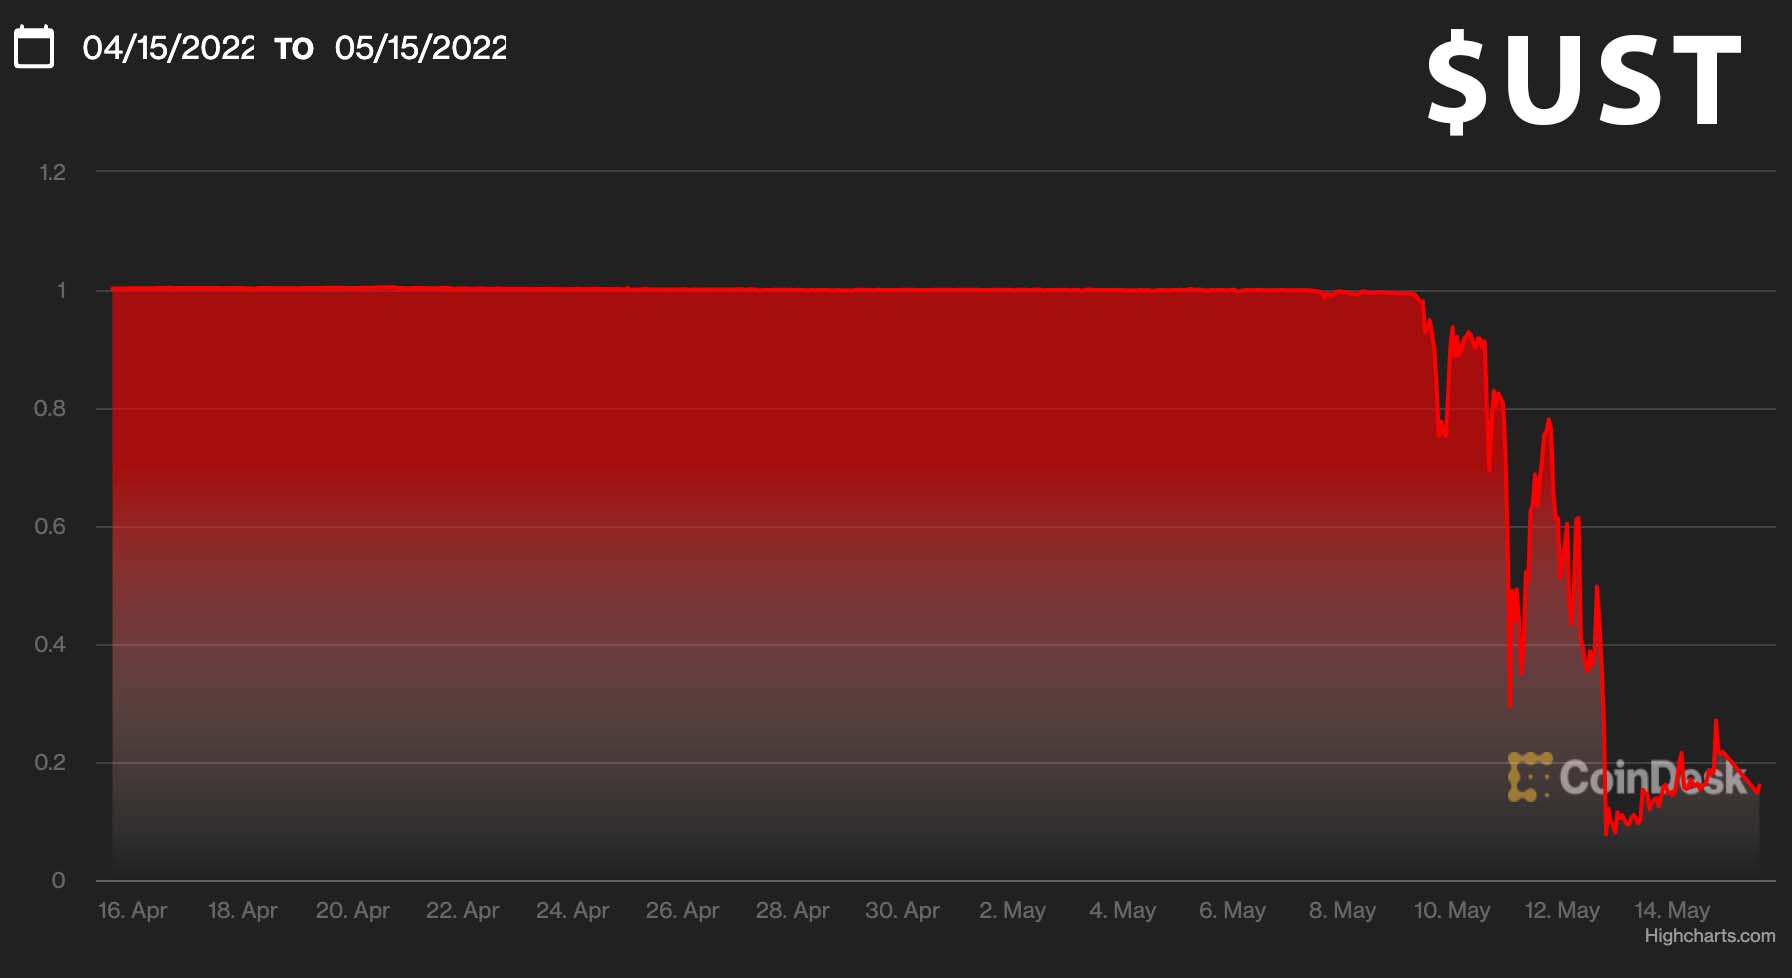 04/15/2022 TO 05/15/2022
$UST
1.2
1
0.8
0.6
0.4
0.2
0
CoinDesk
16. Apr 18. Apr 20. Apr 22. Apr 24. Apr 26. Apr 28. Apr 30. Apr 2. May 4. May 6. May 8. May 10. May 12. May 14. May
Highcharts.com